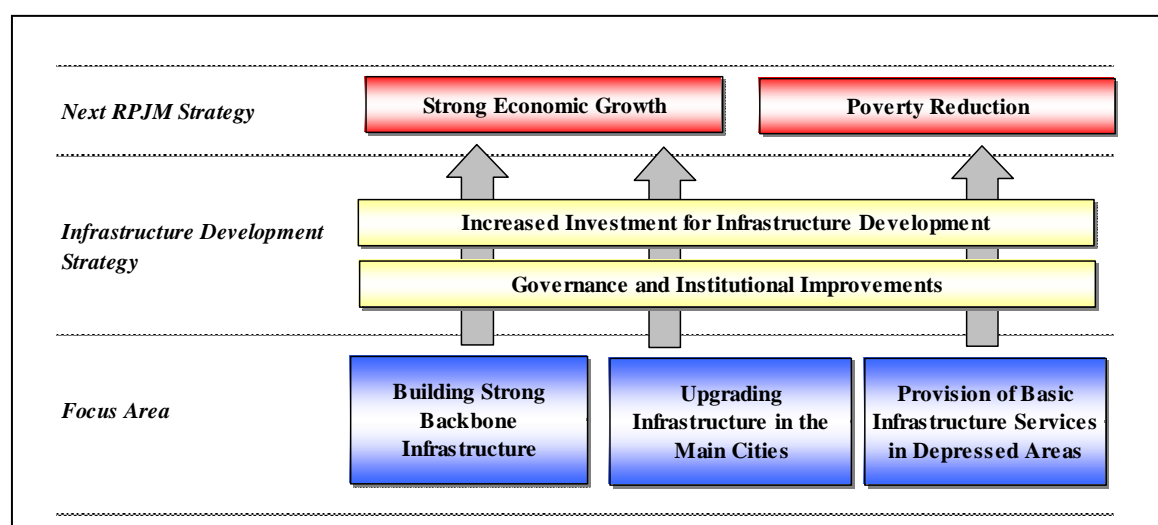 Next RPJM Strategy
Strong Economic Growth
Poverty Reduction
Infrastructure Development
Strategy
Increased Investment for Infrastructure Development
Governance and Institutional Improvements
Focus Area
Building Strong
Backbone
Infrastructure
Upgrading
Infrastructure in the
Main Cities
Provision of Basic
Infrastructure Services
in Depressed Areas